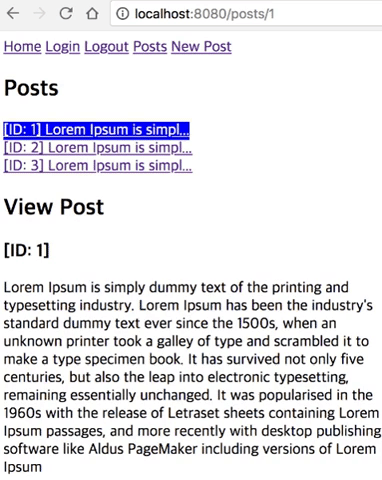 localhost:8080/posts/1
Home Login Logout Posts New Post
Posts
[ID: 1] Lorem Ipsum is simpl...
[ID: 2] Lorem Ipsum is simpl...
[ID: 3] Lorem Ipsum is simpl...
View Post
[ID: 1]
Lorem Ipsum is simply dummy text of the printing and
typesetting industry. Lorem Ipsum has been the industry's
standard dummy text ever since the 1500s, when an
unknown printer took a galley of type and scrambled it to
make a type specimen book. It has survived not only five
centuries, but also the leap into electronic typesetting,
remaining essentially unchanged. It was popularised in the
1960s with the release of Letraset sheets containing Lorem
Ipsum passages, and more recently with desktop publishing
software like Aldus PageMaker including versions of Lorem
Ipsum